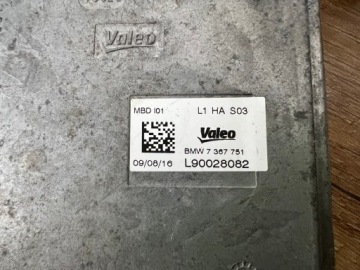 Valeo
MBD I01 L1 HA S03
Valeo
BMW 7 367 751
09/08/16 L90028082